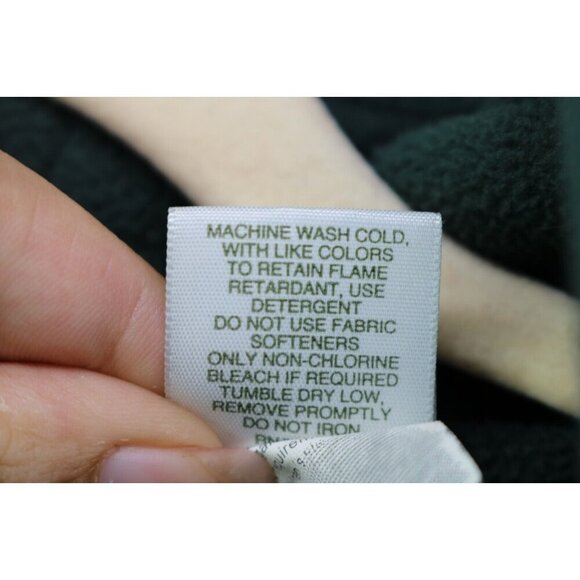 MACHINE WASH COLD,
WITH LIKE COLORS
TO RETAIN FLAME
RETARDANT, USE
DETERGENT
DO NOT USE FABRIC
SOFTENERS
ONLY NON-CHLORINE
BLEACH IF REQUIRED
TUMBLE DRY LOW,
REMOVE PROMPTLY
DO NOT IRON